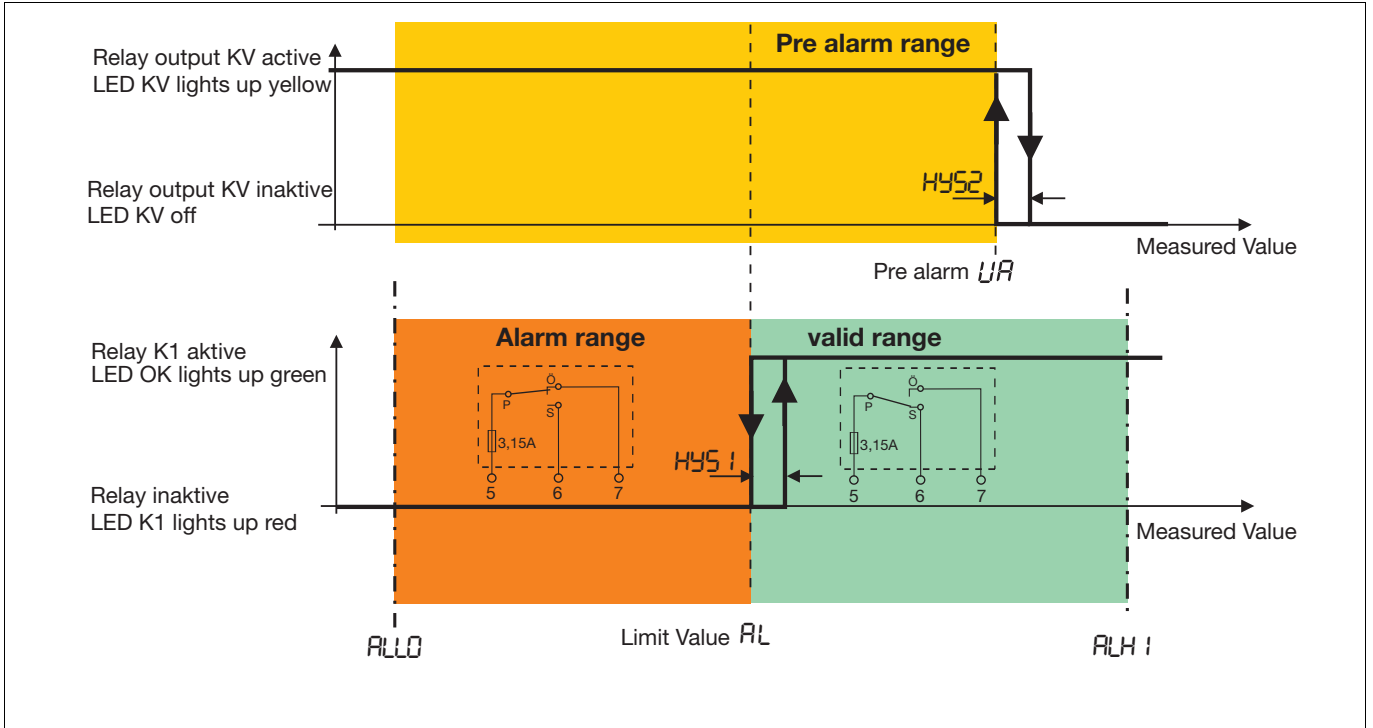 Pre alarm range
Relay output KV active
LED KV lights up yellow
HYS2
Relay output KV inaktive
LED KV off
Measured Value
Pre alarm UA
Alarm range
valid range
Relay K1 aktive
LED OK lights up green
Ö
P
S
3,15A
5
6
7
Ö
P
S
3,15A
5
6
7
HYS1
Relay inaktive
LED K1 lights up red
Measured Value
Limit Value AL
ALLO
ALHI